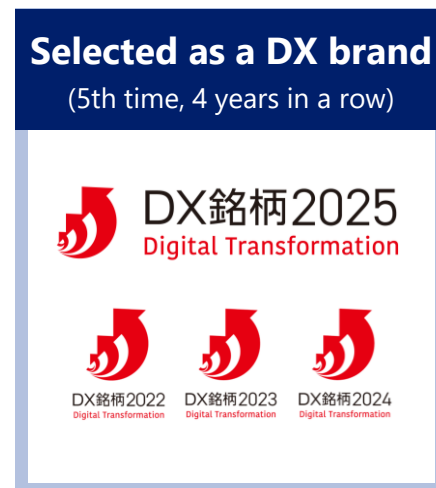 Selected as a DX brand
(5th time, 4 years in a row)
DX銘柄2025
Digital Transformation
DX銘柄2022
Digital Transformation
DX銘柄2023
Digital Transformation
DX銘柄2024
Digital Transformation